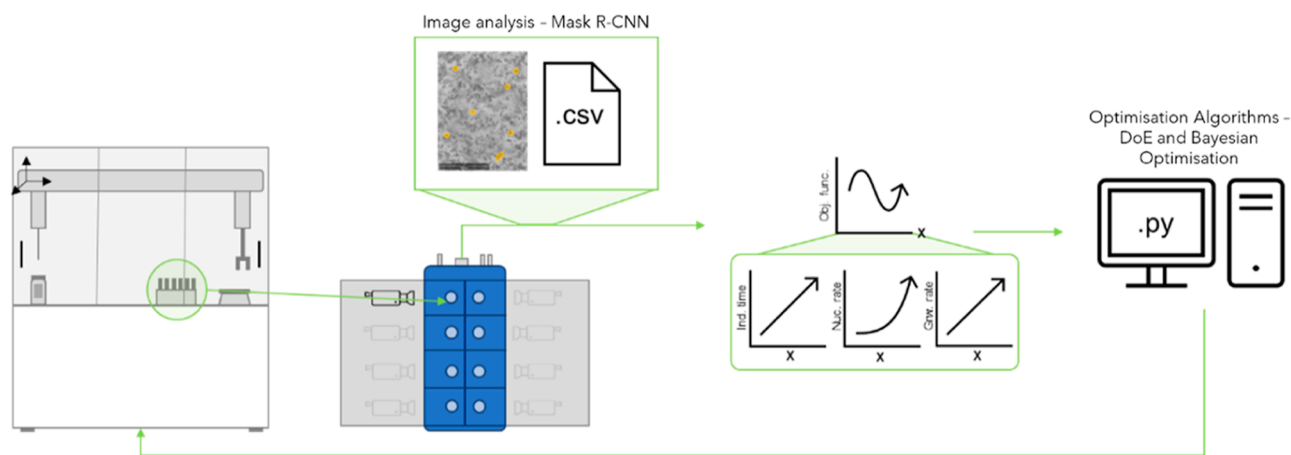 Image analysis – Mask R-CNN
.csv
Obj. func.
X
Ind. time
X
Nuc. rate
X
Grw. rate
X
Optimisation Algorithms –
DoE and Bayesian
Optimisation
.py